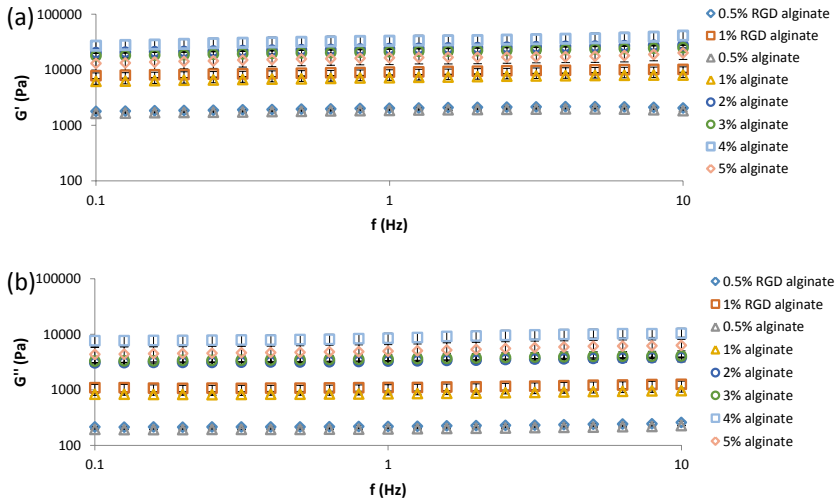 (a)
100000
10000
1000
100
0.1
1
10
G' (Pa)
f (Hz)
0.5% RGD alginate
1% RGD alginate
0.5% alginate
1% alginate
2% alginate
3% alginate
4% alginate
5% alginate
(b)
100000
10000
1000
100
0.1
1
10
G'' (Pa)
f (Hz)
0.5% RGD alginate
1% RGD alginate
0.5% alginate
1% alginate
2% alginate
3% alginate
4% alginate
5% alginate